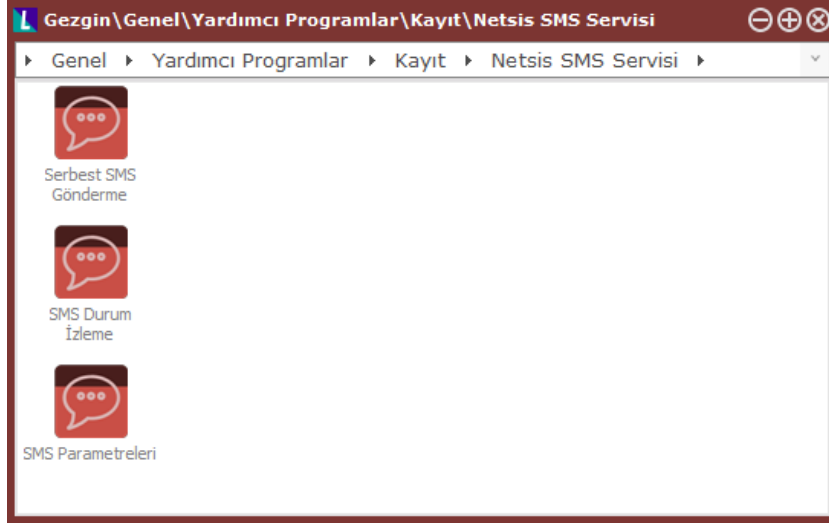 Gezgin\Genel\Yardımcı Programlar\Kayıt\Netsis SMS Servisi
Genel Yardımcı Programlar Kayıt Netsis SMS Servisi
Serbest SMS
Gönderme
SMS Durum
İzleme
SMS Parametreleri